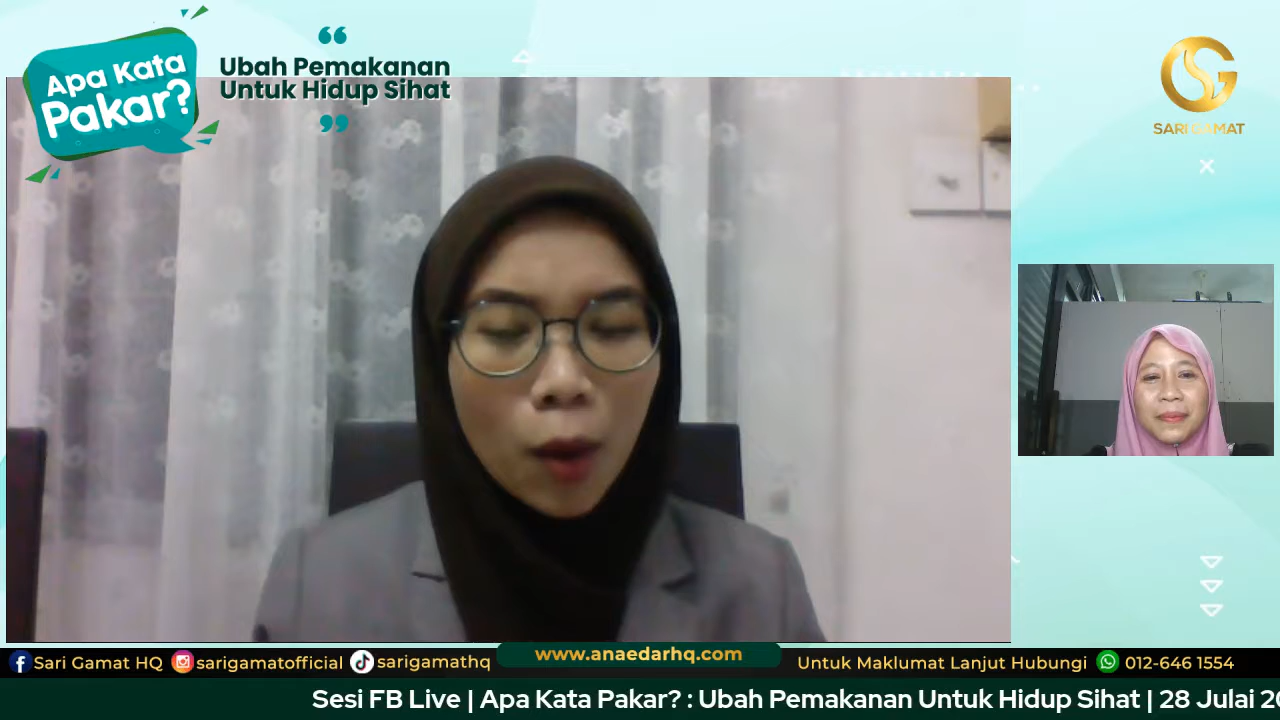 Apa Kata
Pakar?
“
Ubah Pemakanan
Untuk Hidup Sihat
”
SG
SARI GAMAT
Sari Gamat HQ
sarigamatofficial
sarigamathq
www.anaedarhq.com
Untuk Maklumat Lanjut Hubungi
012-646 1554
Sesi FB Live | Apa Kata Pakar? : Ubah Pemakanan Untuk Hidup Sihat | 28 Julai 20